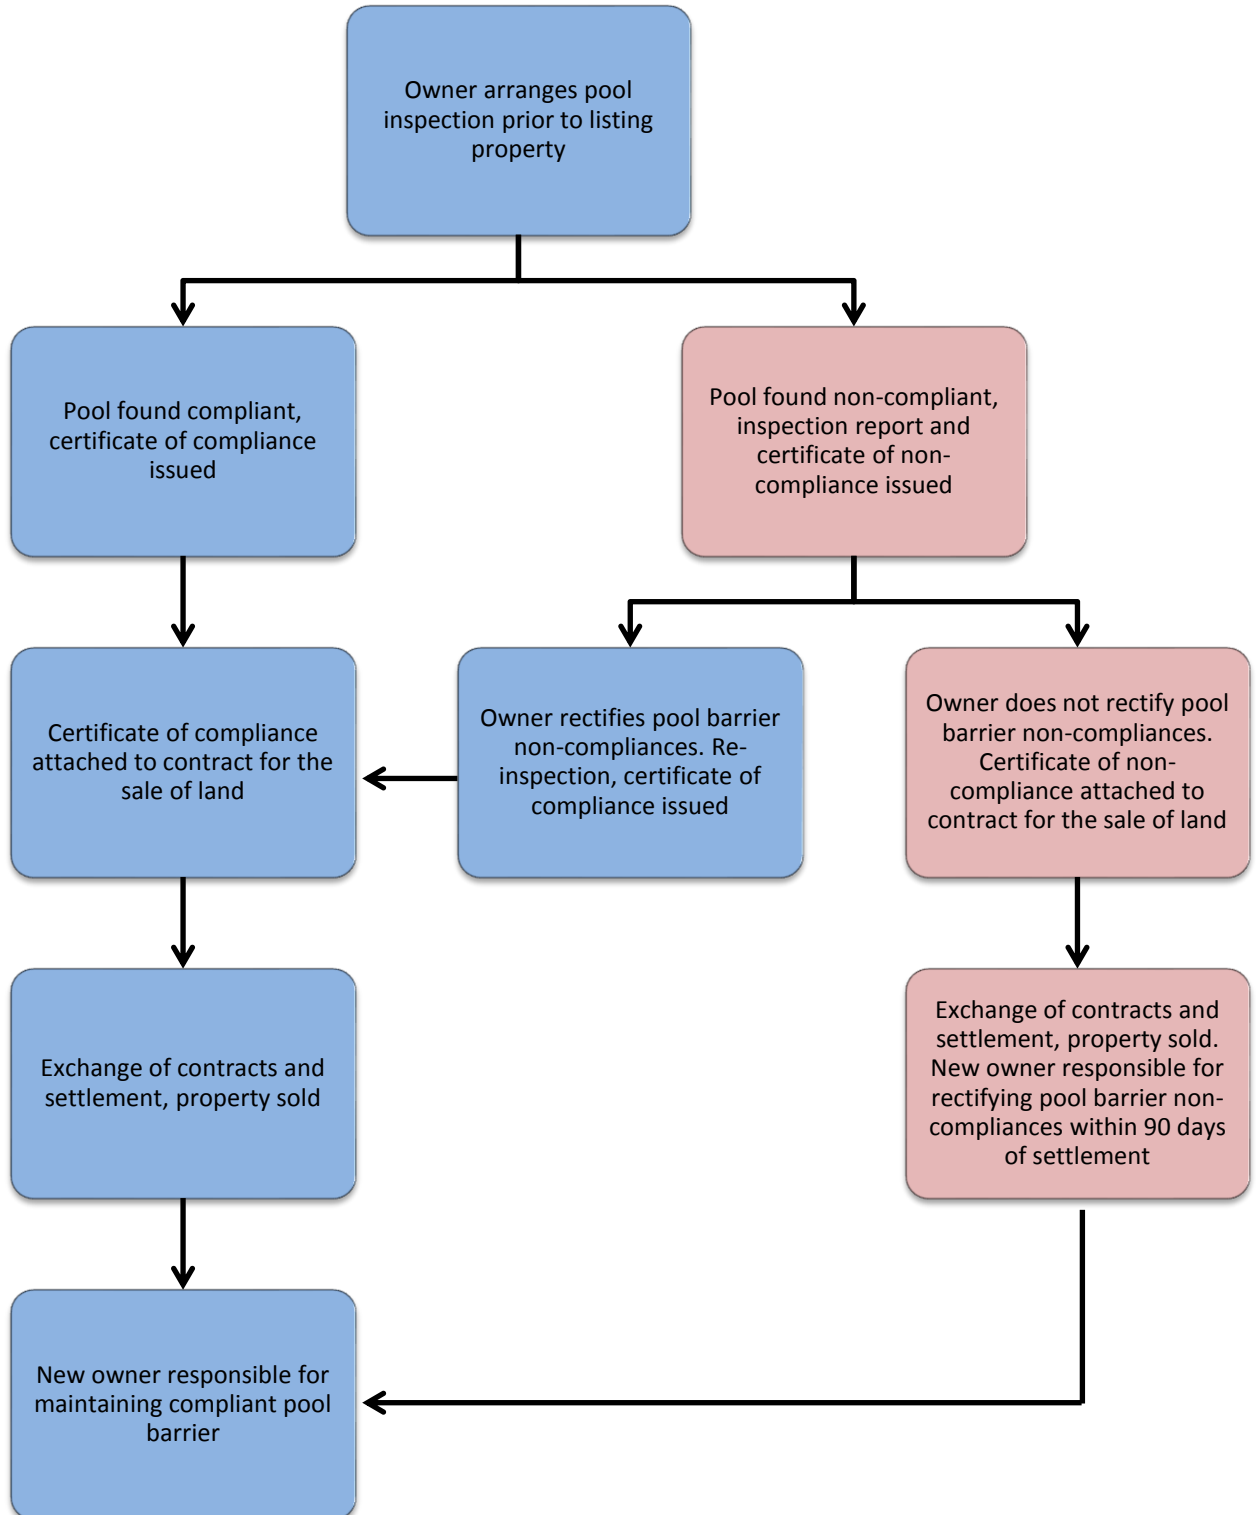 Owner arranges pool
inspection prior to listing
property
Pool found compliant,
certificate of compliance
issued
Pool found non-compliant,
inspection report and
certificate of non-
compliance issued
Certificate of compliance
attached to contract for the
sale of land
Owner rectifies pool barrier
non-compliances. Re-
inspection, certificate of
compliance issued
Owner does not rectify pool
barrier non-compliances.
Certificate of non-
compliance attached to
contract for the sale of land
Exchange of contracts and
settlement, property sold
Exchange of contracts and
settlement, property sold.
New owner responsible for
rectifying pool barrier non-
compliances within 90 days
of settlement
New owner responsible for
maintaining compliant pool
barrier